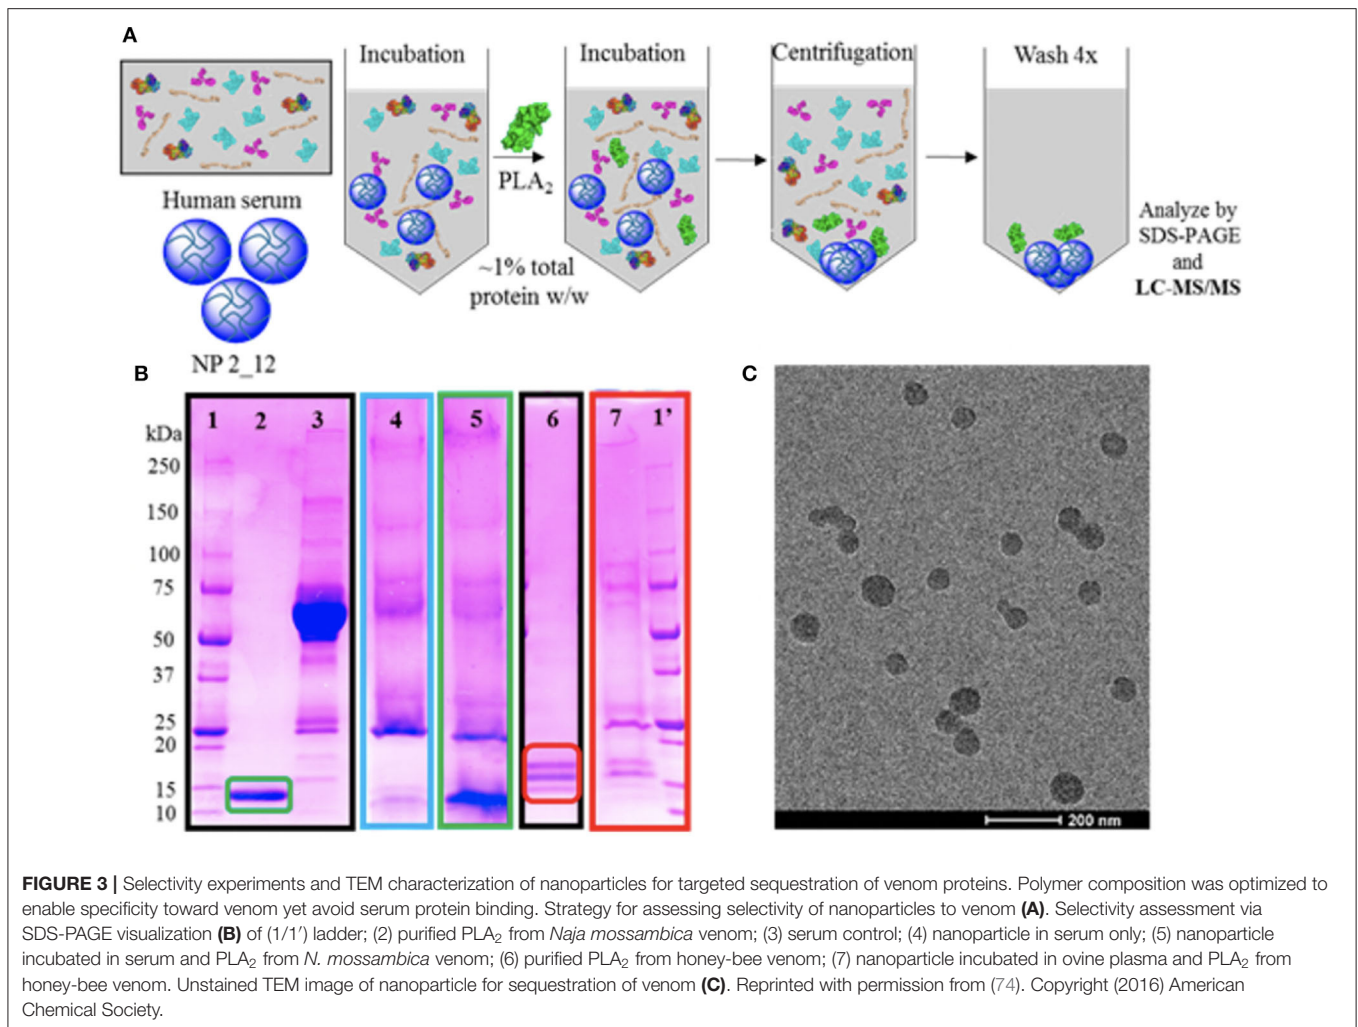 A
Incubation
Incubation
Centrifugation
Wash 4x
PLA₂
Human serum
~1% total
protein w/w
Analyze by
SDS-PAGE
and
LC-MS/MS
NP 2_12
B
C
1 2 3 4 5 6 7 1’
kDa
250
150
100
75
50
37
25
20
15
10
200 nm
FIGURE 3 | Selectivity experiments and TEM characterization of nanoparticles for targeted sequestration of venom proteins. Polymer composition was optimized to
enable specificity toward venom yet avoid serum protein binding. Strategy for assessing selectivity of nanoparticles to venom (A). Selectivity assessment via
SDS-PAGE visualization (B) of (1/1′) ladder; (2) purified PLA₂ from Naja mossambica venom; (3) serum control; (4) nanoparticle in serum only; (5) nanoparticle
incubated in serum and PLA₂ from N. mossambica venom; (6) purified PLA₂ from honey-bee venom; (7) nanoparticle incubated in ovine plasma and PLA₂ from
honey-bee venom. Unstained TEM image of nanoparticle for sequestration of venom (C). Reprinted with permission from (74). Copyright (2016) American
Chemical Society.